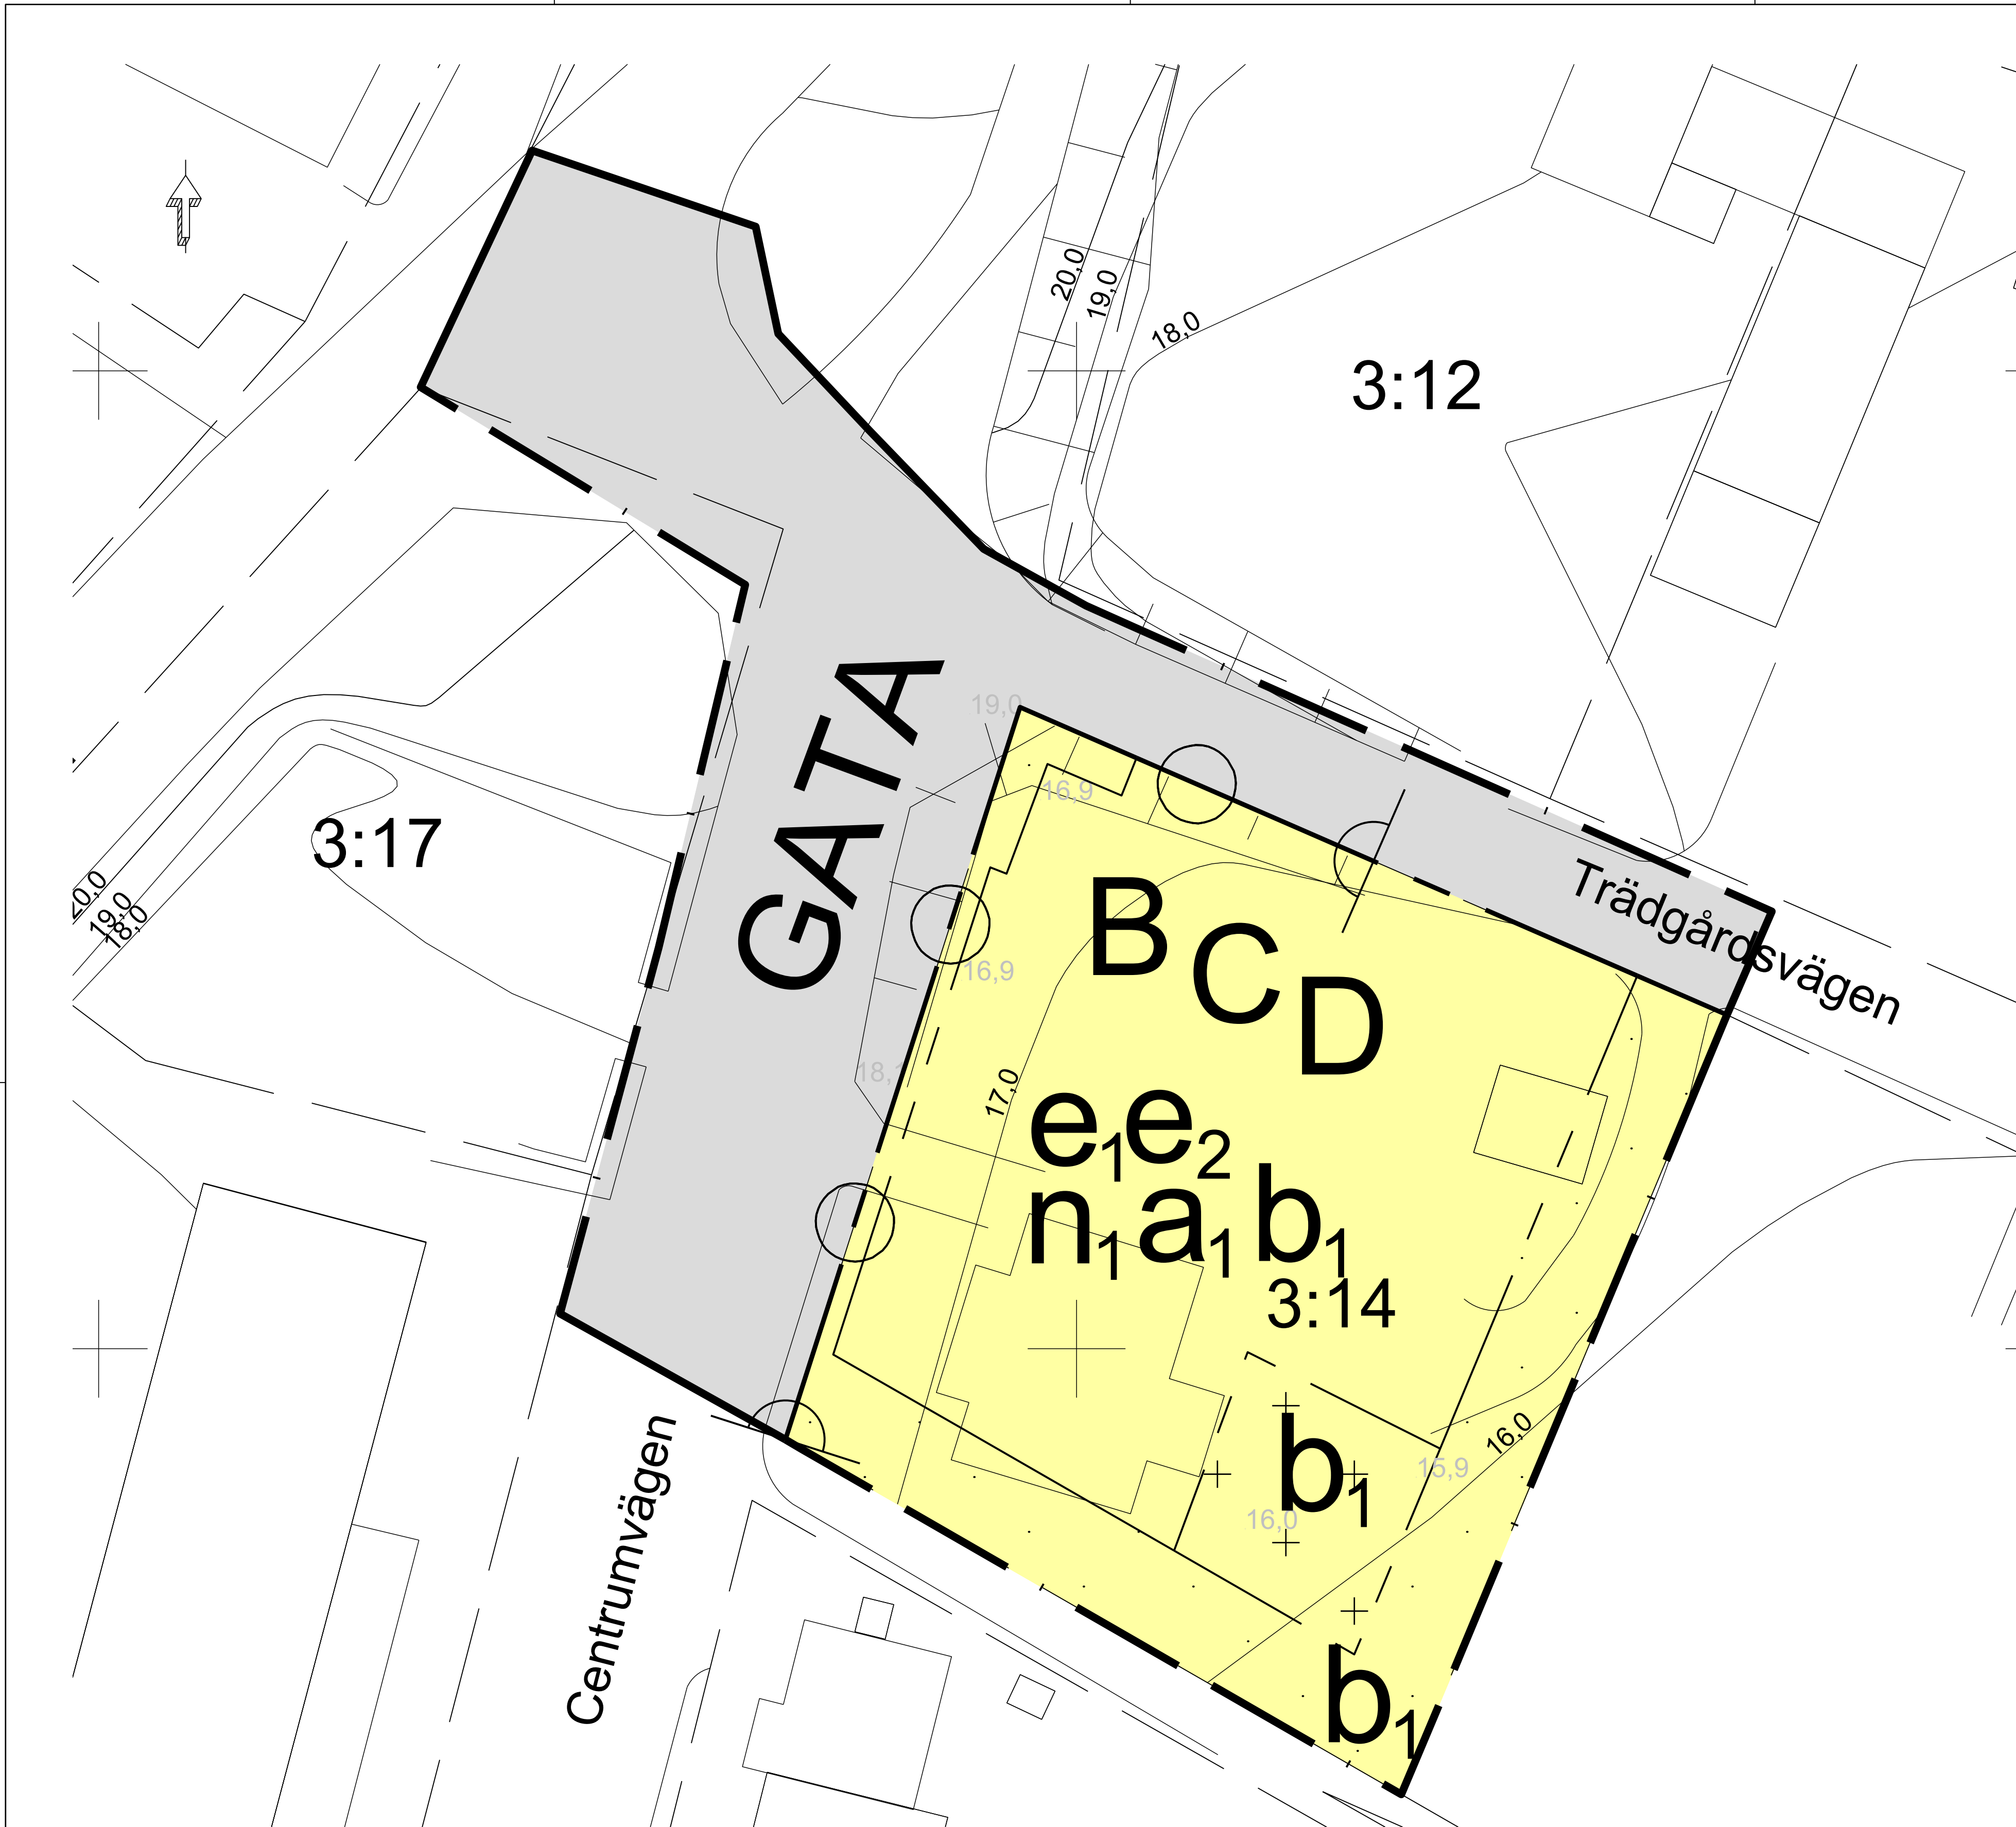 20,0
19,0
18,0
3:12
GATA
19,0
16,9
3:17
20,0
19,0
18,0
Trädgårdsvägen
B C D
16,9
18,
17,0
e1e2
n1a1b1
3:14
b1
16,0
15,9
16,0
Centrumvägen
b1